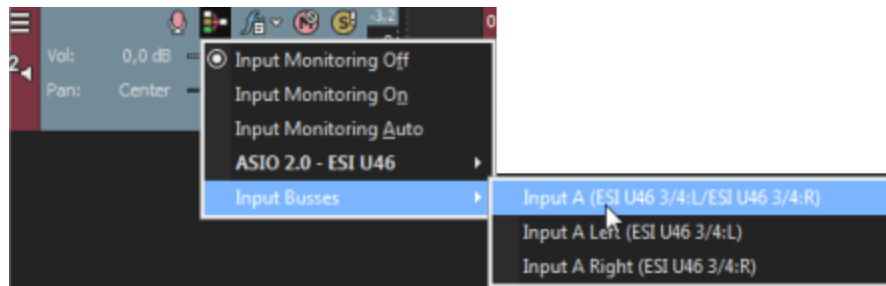 -3,2
0
2
Vol: 0,0 dB
Input Monitoring Off
Pan: Center
Input Monitoring On
Input Monitoring Auto
ASIO 2.0 - ESI U46
Input Busses
Input A (ESI U46 3/4:L/ESI U46 3/4:R)
Input A Left (ESI U46 3/4:L)
Input A Right (ESI U46 3/4:R)